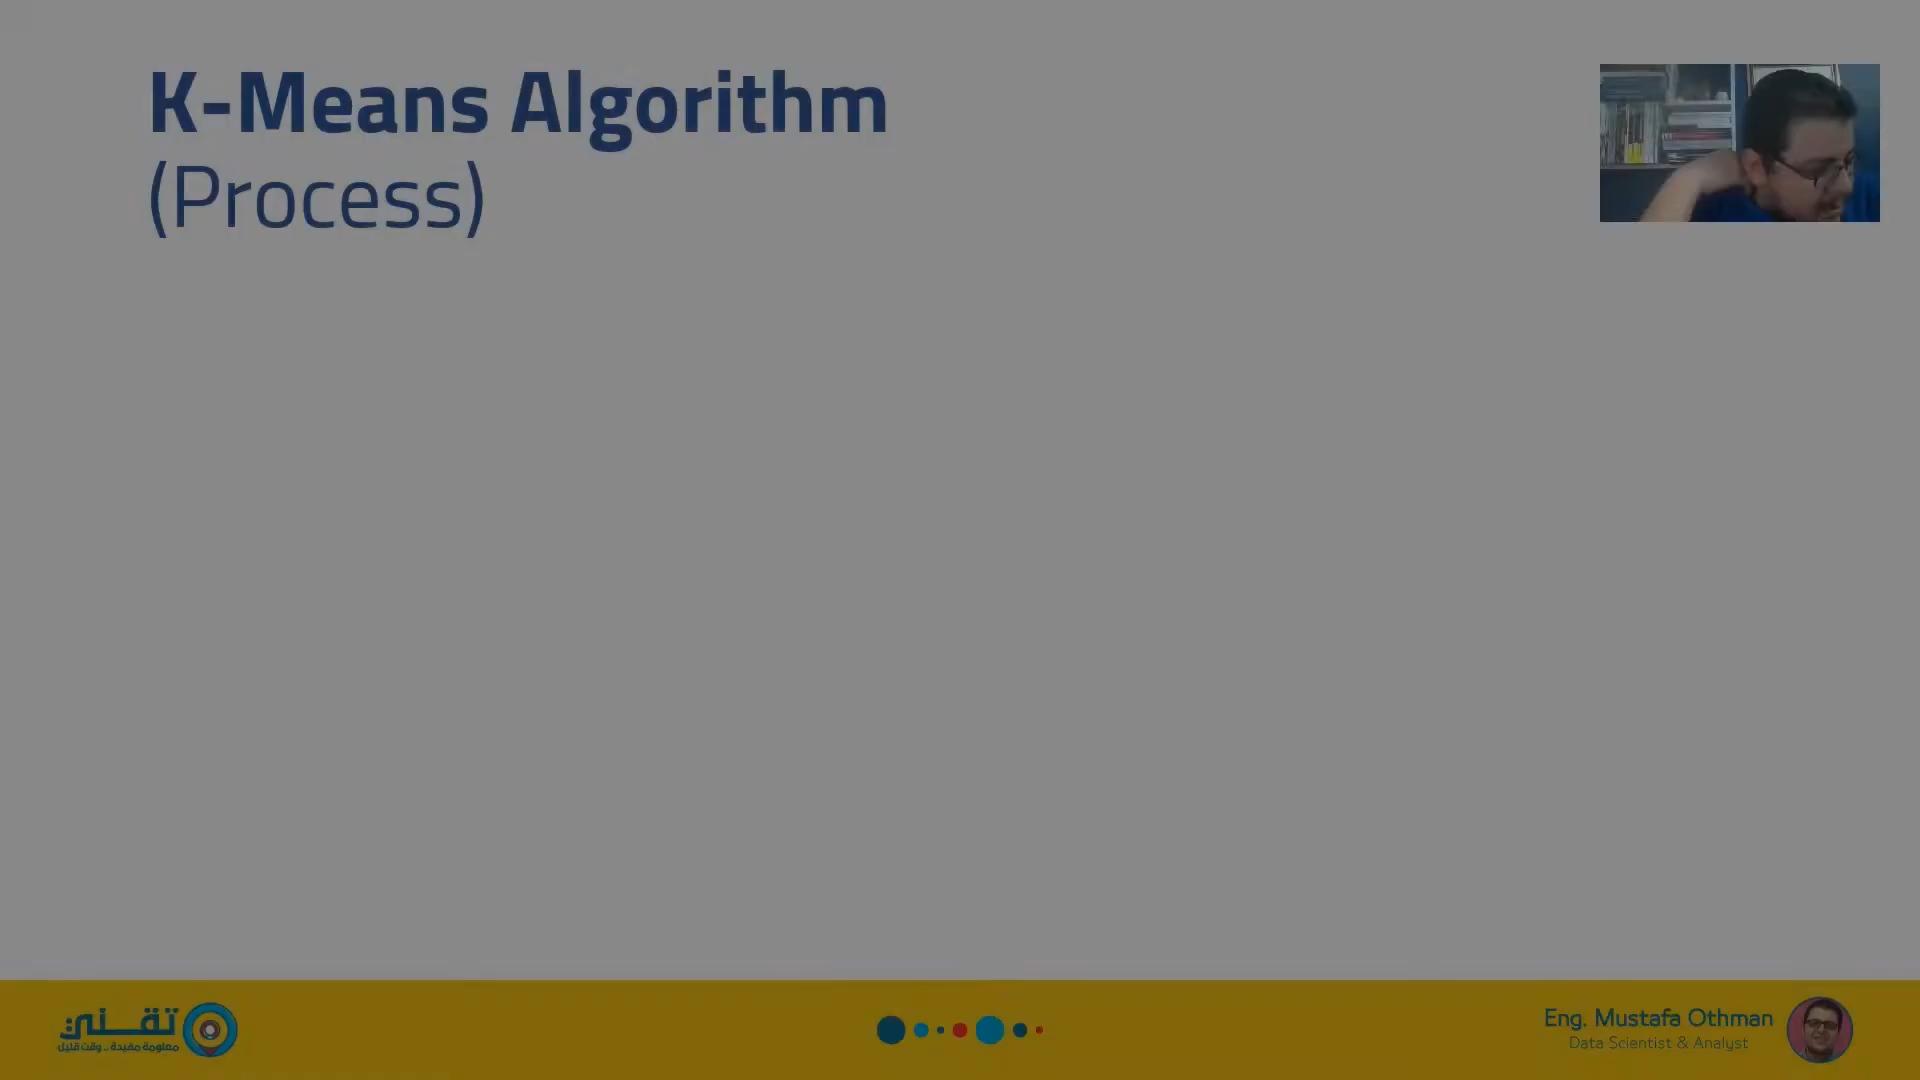 K-Means Algorithm
(Process)
تقني
معلومة مفيدة .. وقت قليل
Eng. Mustafa Othman
Data Scientist & Analyst